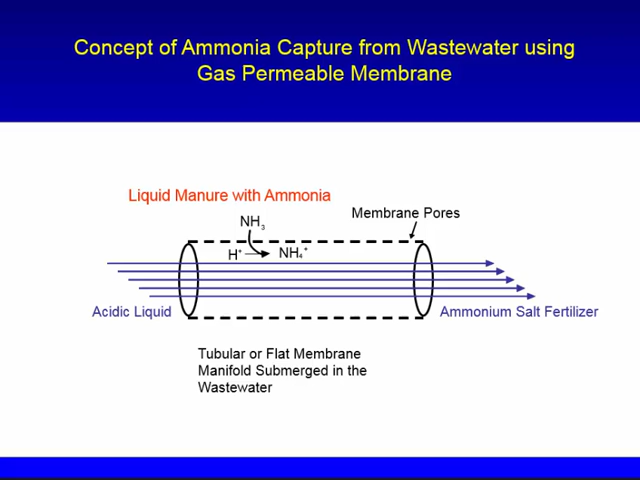 Concept of Ammonia Capture from Wastewater using
Gas Permeable Membrane
Liquid Manure with Ammonia
Membrane Pores
NH₃
H⁺
NH₄⁺
Acidic Liquid
Ammonium Salt Fertilizer
Tubular or Flat Membrane
Manifold Submerged in the
Wastewater